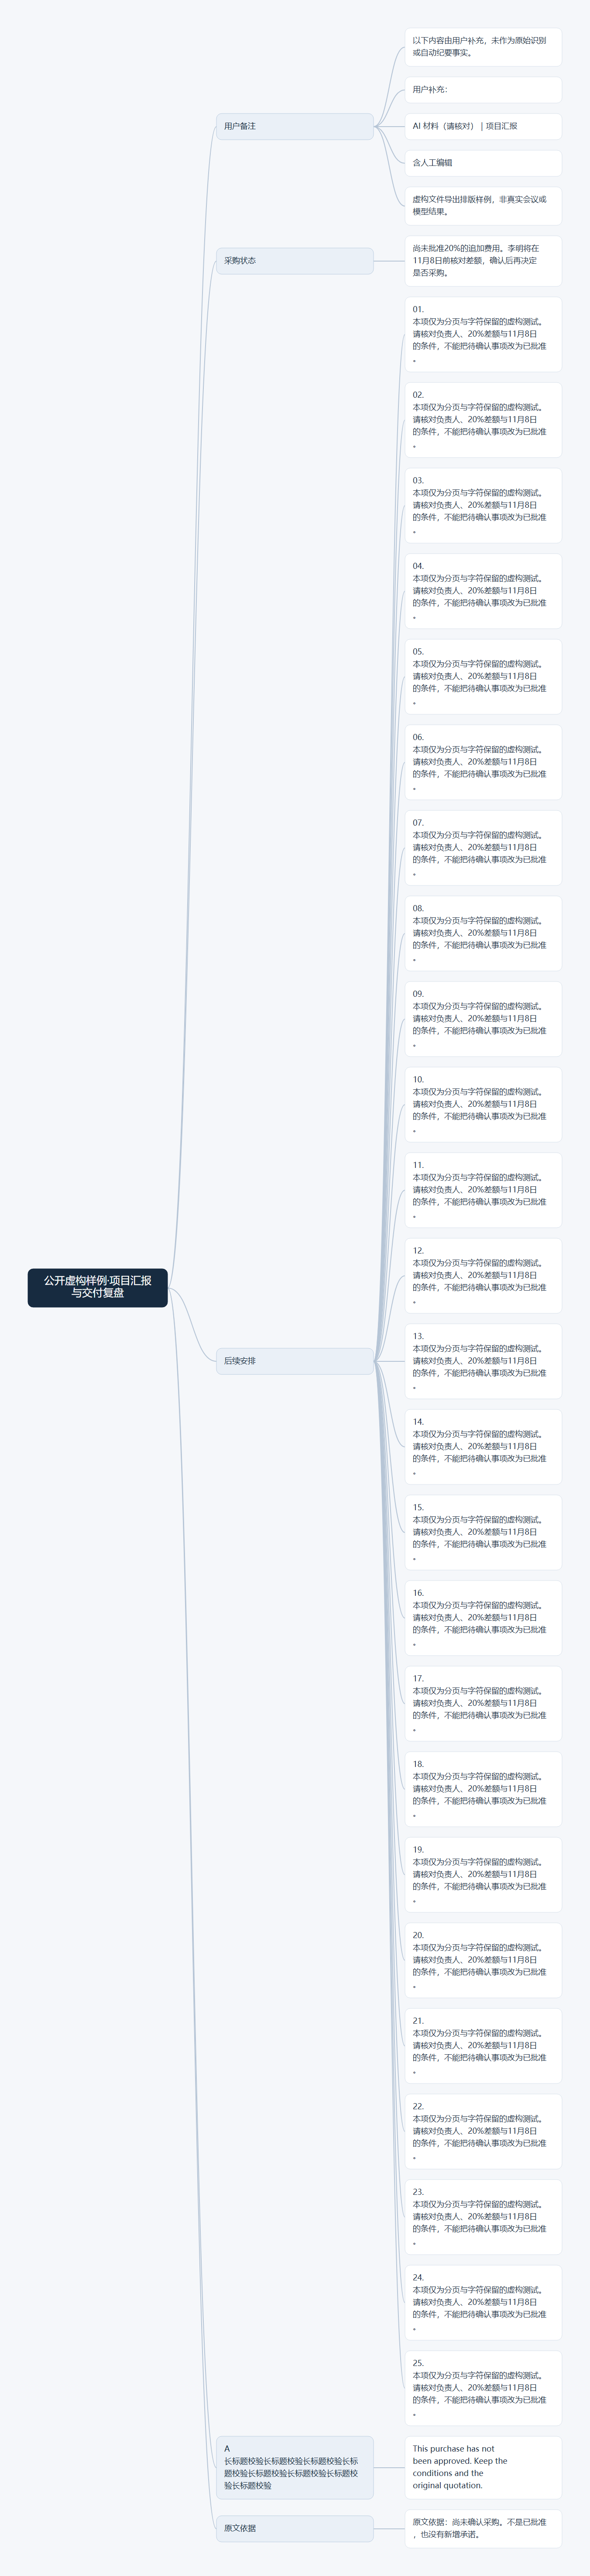 以下内容由用户补充，未作为原始识别
或自动纪要事实。
用户补充：
用户备注
AI 材料（请核对）｜项目汇报
含人工编辑
虚构文件导出排版样例，非真实会议或
模型结果。
采购状态
尚未批准20%的追加费用。李明将在
11月8日前核对差额，确认后再决定
是否采购。
01.
本项仅为分页与字符保留的虚构测试。
请核对负责人、20%差额与11月8日
的条件，不能把待确认事项改为已批准
。
02.
本项仅为分页与字符保留的虚构测试。
请核对负责人、20%差额与11月8日
的条件，不能把待确认事项改为已批准
。
03.
本项仅为分页与字符保留的虚构测试。
请核对负责人、20%差额与11月8日
的条件，不能把待确认事项改为已批准
。
04.
本项仅为分页与字符保留的虚构测试。
请核对负责人、20%差额与11月8日
的条件，不能把待确认事项改为已批准
。
05.
本项仅为分页与字符保留的虚构测试。
请核对负责人、20%差额与11月8日
的条件，不能把待确认事项改为已批准
。
06.
本项仅为分页与字符保留的虚构测试。
请核对负责人、20%差额与11月8日
的条件，不能把待确认事项改为已批准
。
07.
本项仅为分页与字符保留的虚构测试。
请核对负责人、20%差额与11月8日
的条件，不能把待确认事项改为已批准
。
08.
本项仅为分页与字符保留的虚构测试。
请核对负责人、20%差额与11月8日
的条件，不能把待确认事项改为已批准
。
09.
本项仅为分页与字符保留的虚构测试。
请核对负责人、20%差额与11月8日
的条件，不能把待确认事项改为已批准
。
10.
本项仅为分页与字符保留的虚构测试。
请核对负责人、20%差额与11月8日
的条件，不能把待确认事项改为已批准
。
11.
本项仅为分页与字符保留的虚构测试。
请核对负责人、20%差额与11月8日
的条件，不能把待确认事项改为已批准
。
12.
本项仅为分页与字符保留的虚构测试。
请核对负责人、20%差额与11月8日
的条件，不能把待确认事项改为已批准
。
公开虚构样例·项目汇报
与交付复盘
13.
本项仅为分页与字符保留的虚构测试。
请核对负责人、20%差额与11月8日
的条件，不能把待确认事项改为已批准
。
后续安排
14.
本项仅为分页与字符保留的虚构测试。
请核对负责人、20%差额与11月8日
的条件，不能把待确认事项改为已批准
。
15.
本项仅为分页与字符保留的虚构测试。
请核对负责人、20%差额与11月8日
的条件，不能把待确认事项改为已批准
。
16.
本项仅为分页与字符保留的虚构测试。
请核对负责人、20%差额与11月8日
的条件，不能把待确认事项改为已批准
。
17.
本项仅为分页与字符保留的虚构测试。
请核对负责人、20%差额与11月8日
的条件，不能把待确认事项改为已批准
。
18.
本项仅为分页与字符保留的虚构测试。
请核对负责人、20%差额与11月8日
的条件，不能把待确认事项改为已批准
。
19.
本项仅为分页与字符保留的虚构测试。
请核对负责人、20%差额与11月8日
的条件，不能把待确认事项改为已批准
。
20.
本项仅为分页与字符保留的虚构测试。
请核对负责人、20%差额与11月8日
的条件，不能把待确认事项改为已批准
。
21.
本项仅为分页与字符保留的虚构测试。
请核对负责人、20%差额与11月8日
的条件，不能把待确认事项改为已批准
。
22.
本项仅为分页与字符保留的虚构测试。
请核对负责人、20%差额与11月8日
的条件，不能把待确认事项改为已批准
。
23.
本项仅为分页与字符保留的虚构测试。
请核对负责人、20%差额与11月8日
的条件，不能把待确认事项改为已批准
。
24.
本项仅为分页与字符保留的虚构测试。
请核对负责人、20%差额与11月8日
的条件，不能把待确认事项改为已批准
。
25.
本项仅为分页与字符保留的虚构测试。
请核对负责人、20%差额与11月8日
的条件，不能把待确认事项改为已批准
。
A
长标题校验长标题校验长标题校验长标
题校验长标题校验长标题校验长标题校
验长标题校验
This purchase has not
been approved. Keep the
conditions and the
original quotation.
原文依据
原文依据：尚未确认采购。不是已批准
，也没有新增承诺。